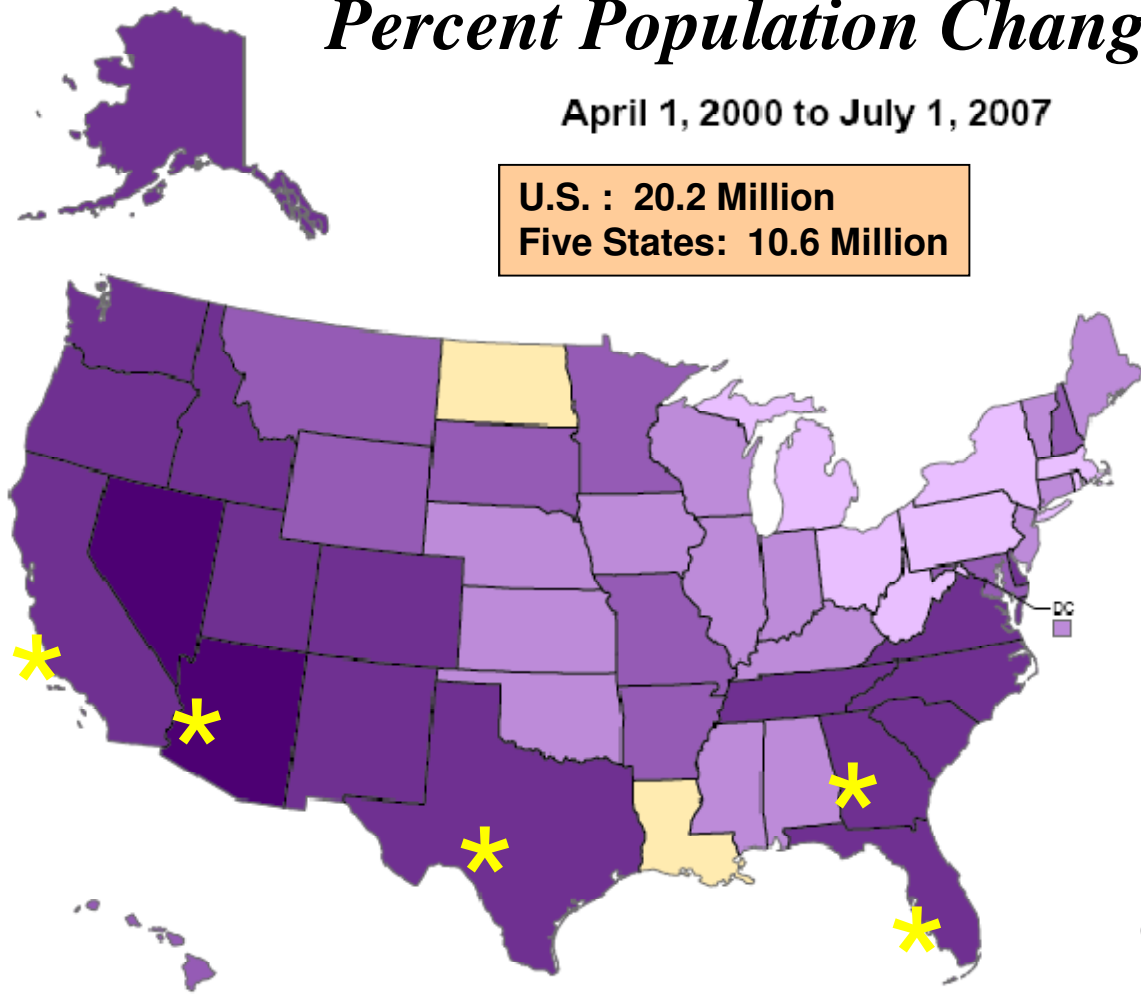 Percent Population Chang
April 1, 2000 to July 1, 2007
U.S. : 20.2 Million
Five States: 10.6 Million
DC